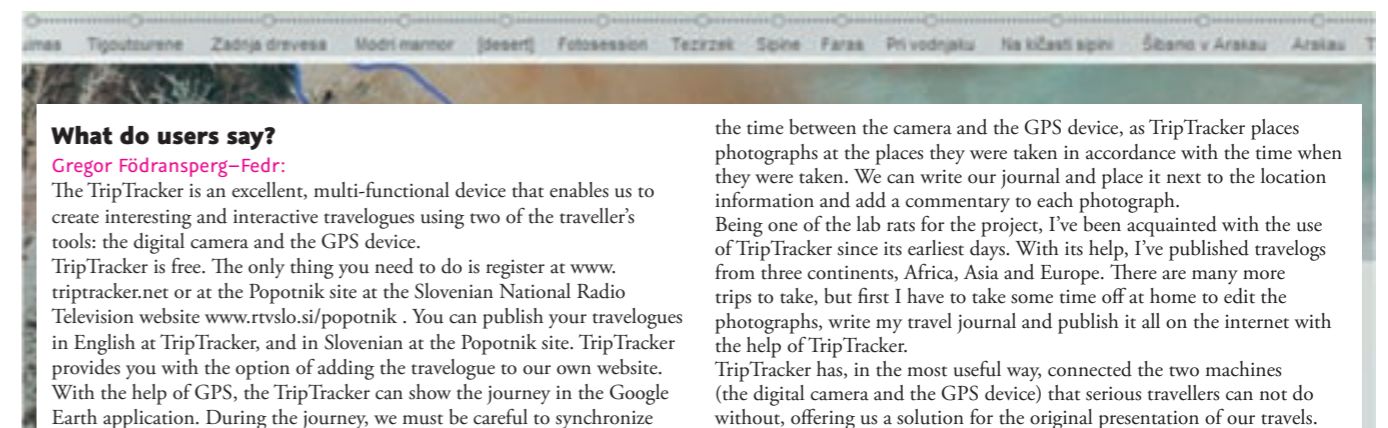 Tigoutourene Zadnja drevesa Modri marmor [desert] Fotosession Tezirzek Spine Faras Pri vodnjaku Na kičasti sipini Šibamo v Arakau Arakau
What do users say?
Gregor Födransperg–Fedr:
The TripTracker is an excellent, multi-functional device that enables us to
create interesting and interactive travelogues using two of the traveller’s
tools: the digital camera and the GPS device.
TripTracker is free. The only thing you need to do is register at www.
triptracker.net or at the Popotnik site at the Slovenian National Radio
Television website www.rtvslo.si/popotnik . You can publish your travelogues
in English at TripTracker, and in Slovenian at the Popotnik site. TripTracker
provides you with the option of adding the travelogue to our own website.
With the help of GPS, the TripTracker can show the journey in the Google
Earth application. During the journey, we must be careful to synchronize
the time between the camera and the GPS device, as TripTracker places
photographs at the places they were taken in accordance with the time when
they were taken. We can write our journal and place it next to the location
information and add a commentary to each photograph.
Being one of the lab rats for the project, I’ve been acquainted with the use
of TripTracker since its earliest days. With its help, I’ve published travelogs
from three continents, Africa, Asia and Europe. There are many more
trips to take, but first I have to take some time off at home to edit the
photographs, write my travel journal and publish it all on the internet with
the help of TripTracker.
TripTracker has, in the most useful way, connected the two machines
(the digital camera and the GPS device) that serious travellers can not do
without, offering us a solution for the original presentation of our travels.